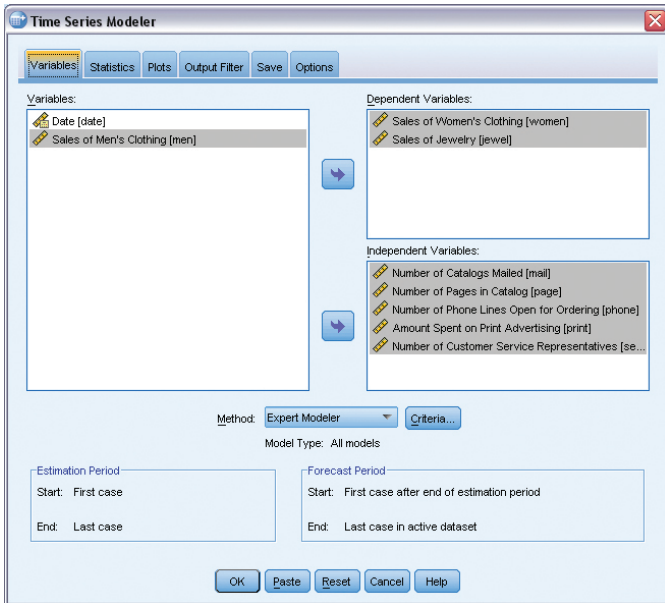 Time Series Modeler
Variables Statistics Plots Output Filter Save Options
Variables:
Date [date]
Sales of Men's Clothing [men]
Dependent Variables:
Sales of Women's Clothing [women]
Sales of Jewelry [jewel]
Independent Variables:
Number of Catalogs Mailed [mail]
Number of Pages in Catalog [page]
Number of Phone Lines Open for Ordering [phone]
Amount Spent on Print Advertising [print]
Number of Customer Service Representatives [se...
Method: Expert Modeler Criteria...
Model Type: All models
Estimation Period
Start: First case
End: Last case
Forecast Period
Start: First case after end of estimation period
End: Last case in active dataset
OK Paste Reset Cancel Help